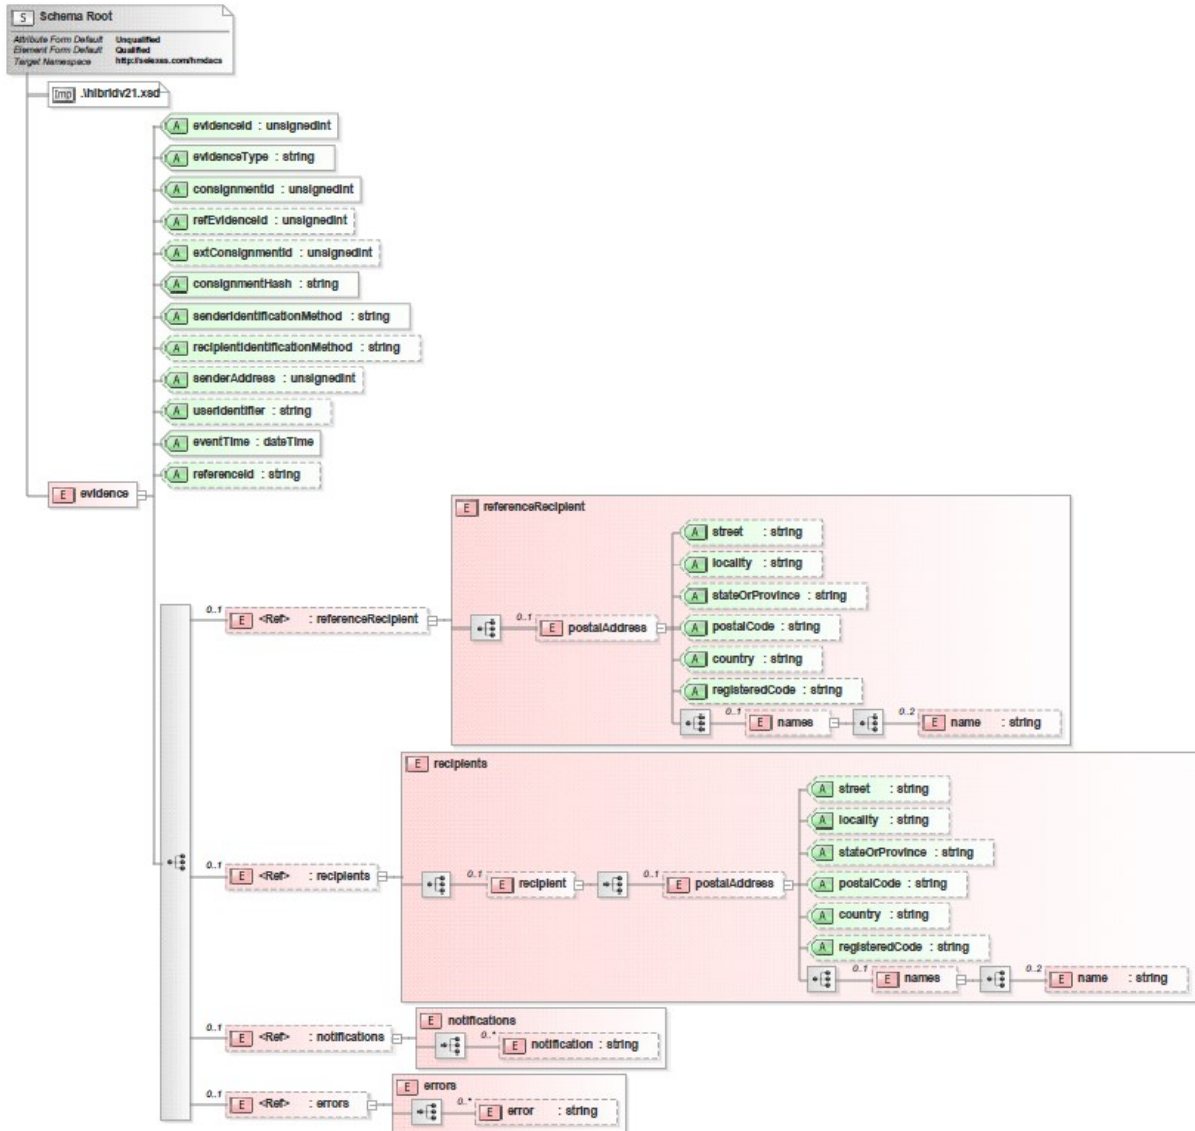 S Schema Root
Attribute Form Default Unqualified
Element Form Default Qualified
Target Namespace http://selexes.com/hmdacs
Imp .\hibridv21.xsd
A evidenceId : unsignedInt
A evidenceType : string
A consignmentId : unsignedInt
A refEvidenceId : unsignedInt
A extConsignmentId : unsignedInt
A consignmentHash : string
A senderIdentificationMethod : string
A recipientIdentificationMethod : string
A senderAddress : unsignedInt
A userIdentifier : string
A eventTime : dateTime
A referenceId : string
E evidence
E referenceRecipient
A street : string
A locality : string
A stateOrProvince : string
0..1 E <Ref> : referenceRecipient
0..1 E postalAddress
A postalCode : string
A country : string
A registeredCode : string
0..1 E names
0..2 E name : string
E recipients
A street : string
A locality : string
A stateOrProvince : string
0..1 E <Ref> : recipients
0..1 E recipient
0..1 E postalAddress
A postalCode : string
A country : string
A registeredCode : string
0..1 E names
0..2 E name : string
E notifications
0..1 E <Ref> : notifications
0..* E notification : string
E errors
0..1 E <Ref> : errors
0..* E error : string